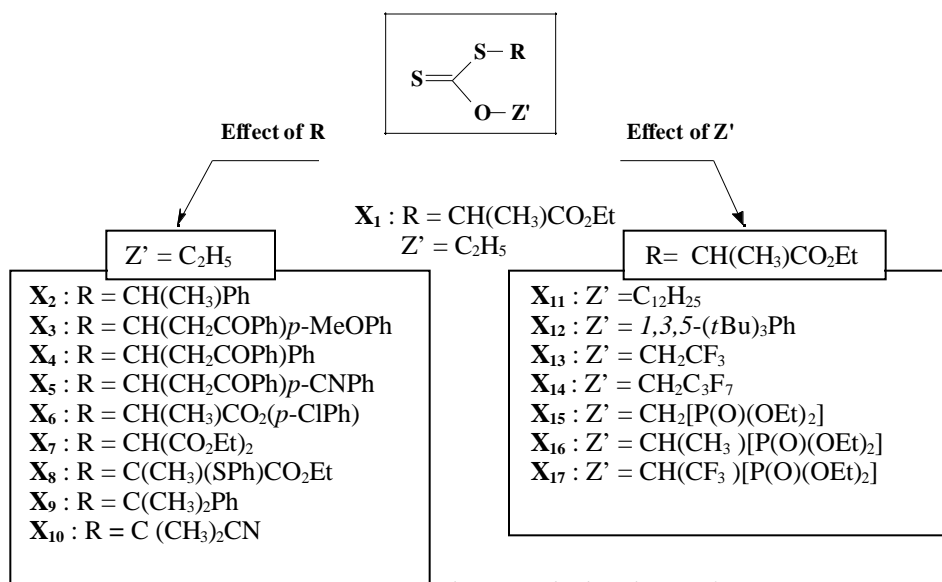 S— R
S
O— Z'
Effect of R
Effect of Z'
X₁ : R = CH(CH₃)CO₂Et
Z’ = C₂H₅
Z’ = C₂H₅
X₂ : R = CH(CH₃)Ph
X₃ : R = CH(CH₂COPh)p-MeOPh
X₄ : R = CH(CH₂COPh)Ph
X₅ : R = CH(CH₂COPh)p-CNPh
X₆ : R = CH(CH₃)CO₂(p-ClPh)
X₇ : R = CH(CO₂Et)₂
X₈ : R = C(CH₃)(SPh)CO₂Et
X₉ : R = C(CH₃)₂Ph
X₁₀ : R = C (CH₃)₂CN
R= CH(CH₃)CO₂Et
X₁₁ : Z’ =C₁₂H₂₅
X₁₂ : Z’ = 1,3,5-(tBu)₃Ph
X₁₃ : Z’ = CH₂CF₃
X₁₄ : Z’ = CH₂C₃F₇
X₁₅ : Z’ = CH₂[P(O)(OEt)₂]
X₁₆ : Z’ = CH(CH₃ )[P(O)(OEt)₂]
X₁₇ : Z’ = CH(CF₃ )[P(O)(OEt)₂]